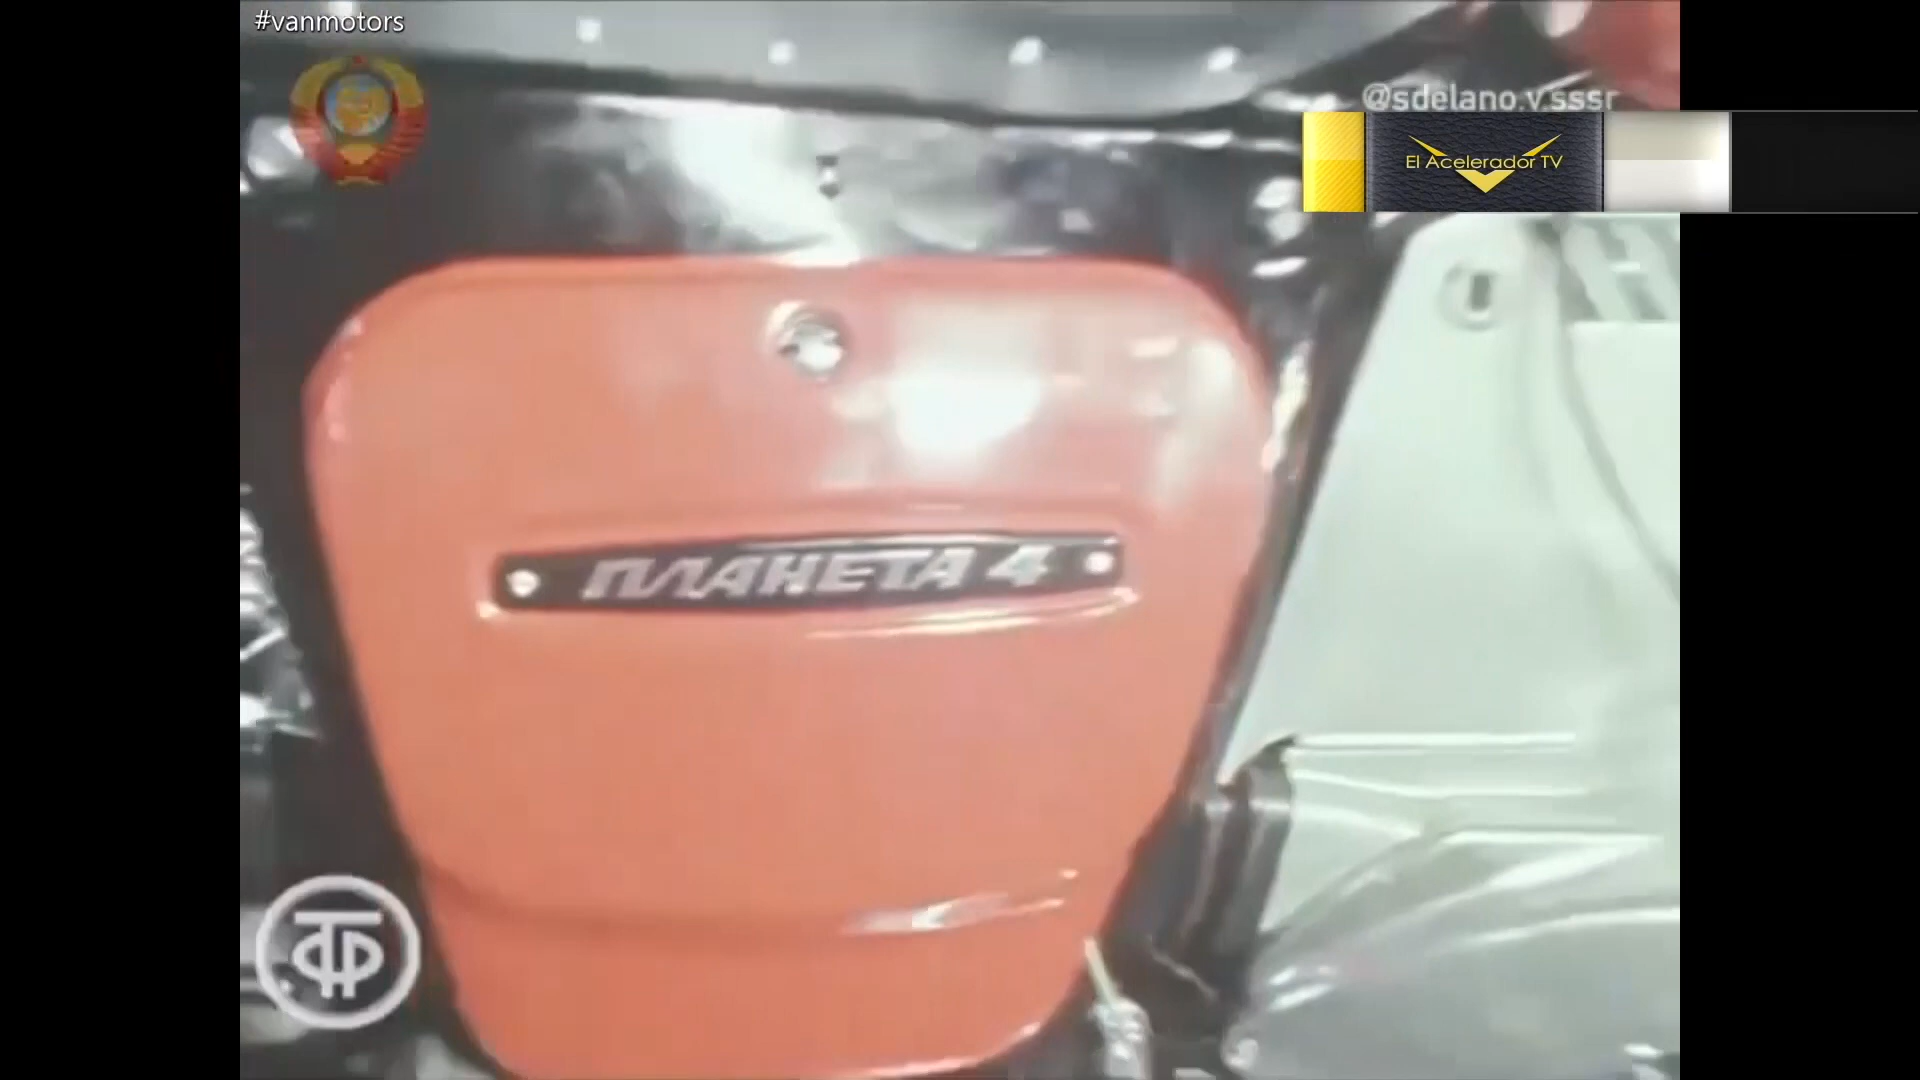 #vanmotors
@sdelano.v.sssr
El Acelerador TV
ПЛАНЕТА 4